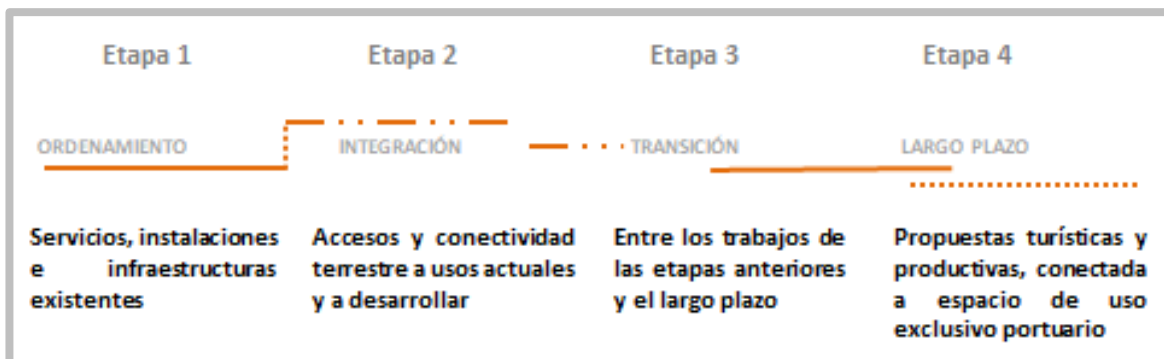 Etapa 1
Etapa 2
Etapa 3
Etapa 4
ORDENAMIENTO
INTEGRACIÓN
TRANSICIÓN
LARGO PLAZO
Servicios, instalaciones
e infraestructuras
existentes
Accesos y conectividad
terrestre a usos actuales
y a desarrollar
Entre los trabajos de
las etapas anteriores
y el largo plazo
Propuestas turísticas y
productivas, conectada
a espacio de uso
exclusivo portuario